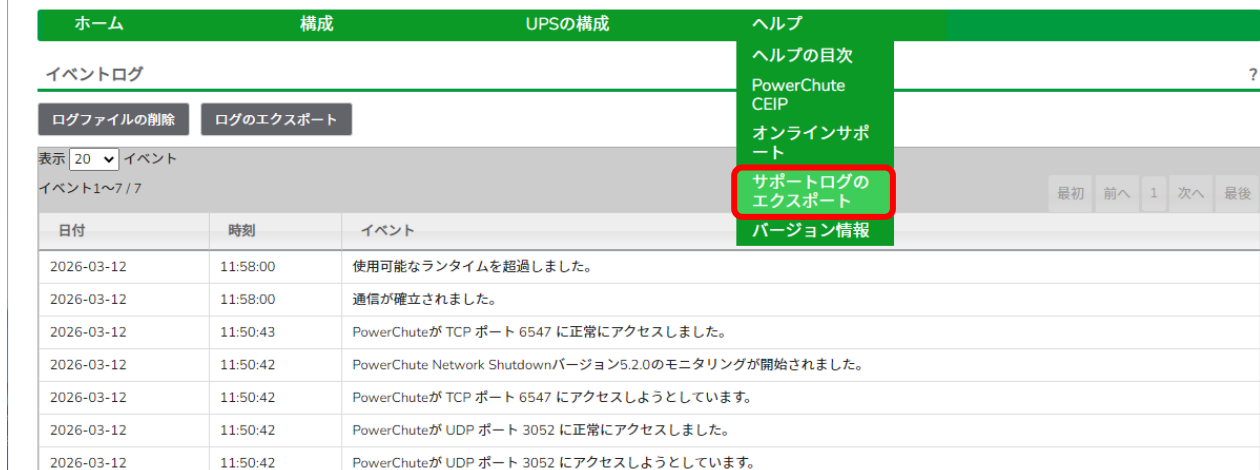 ホーム 構成 UPSの構成 ヘルプ
ヘルプの目次
イベントログ ?
PowerChute
CEIP
ログファイルの削除 ログのエクスポート
オンラインサポ
ート
表示 20 イベント
サポートログの
エクスポート
イベント1～7 / 7
最初 前へ 1 次へ 最後
バージョン情報
日付 時刻 イベント
2026-03-12 11:58:00 使用可能なランタイムを超過しました。
2026-03-12 11:58:00 通信が確立されました。
2026-03-12 11:50:43 PowerChuteが TCP ポート 6547 に正常にアクセスしました。
2026-03-12 11:50:42 PowerChute Network Shutdownバージョン5.2.0のモニタリングが開始されました。
2026-03-12 11:50:42 PowerChuteが TCP ポート 6547 にアクセスしようとしています。
2026-03-12 11:50:42 PowerChuteが UDP ポート 3052 に正常にアクセスしました。
2026-03-12 11:50:42 PowerChuteが UDP ポート 3052 にアクセスしようとしています。